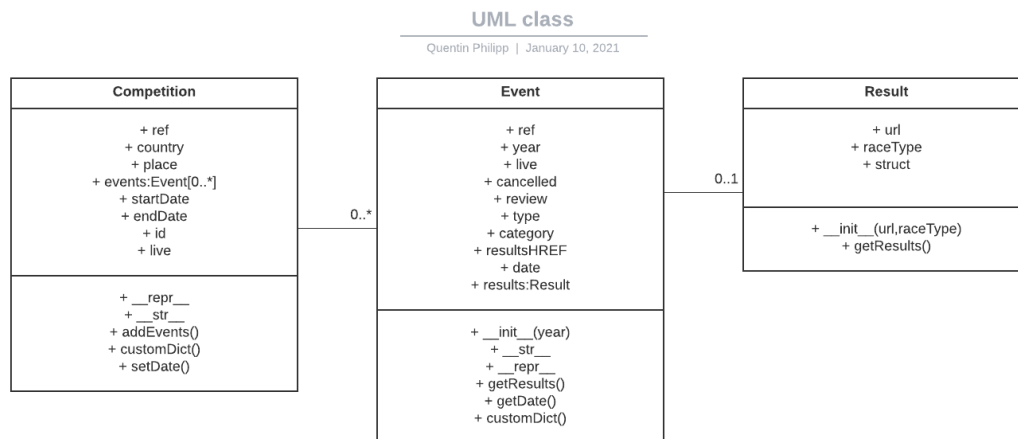 UML class
Quentin Philipp | January 10, 2021
Competition
+ ref
+ country
+ place
+ events:Event[0..*]
+ startDate
+ endDate
+ id
+ live
+ __repr__
+ __str__
+ addEvents()
+ customDict()
+ setDate()
0..*
Event
+ ref
+ year
+ live
+ cancelled
+ review
+ type
+ category
+ resultsHREF
+ date
+ results:Result
+ __init__(year)
+ __str__
+ __repr__
+ getResults()
+ getDate()
+ customDict()
0..1
Result
+ url
+ raceType
+ struct
+ __init__(url,raceType)
+ getResults()